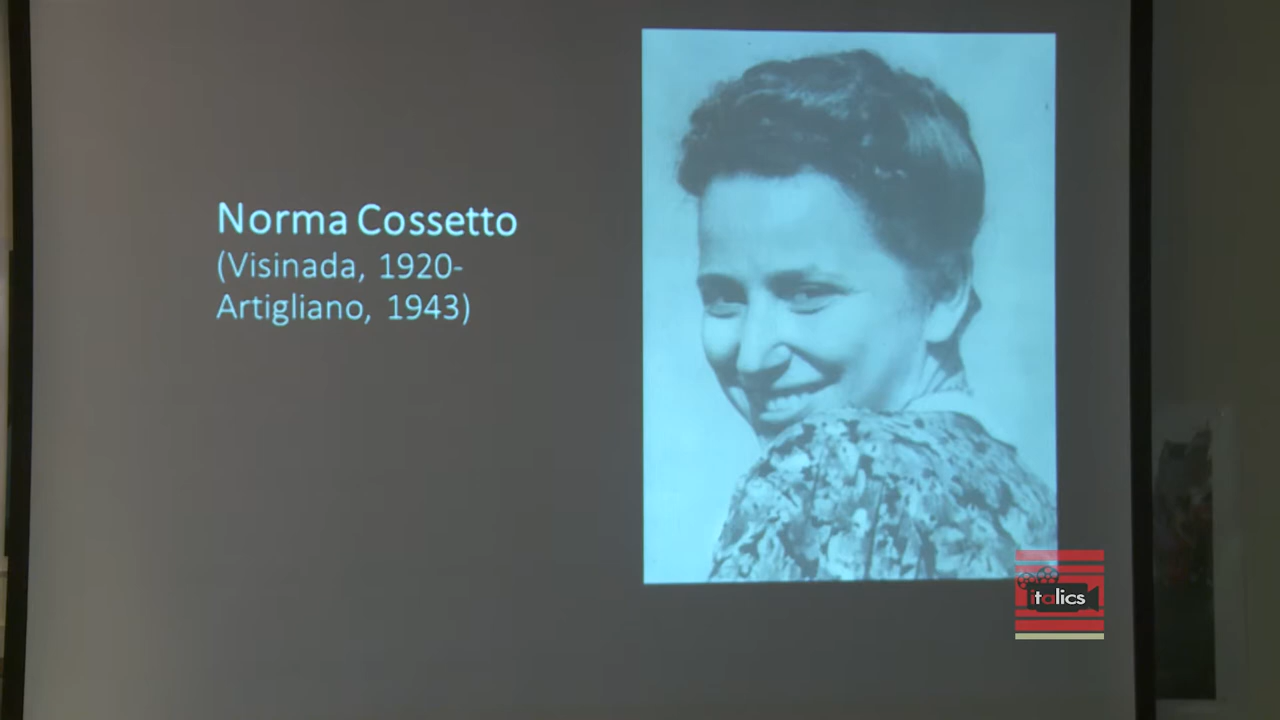 Norma Cossetto
(Visinada, 1920-
Artigliano, 1943)
italics